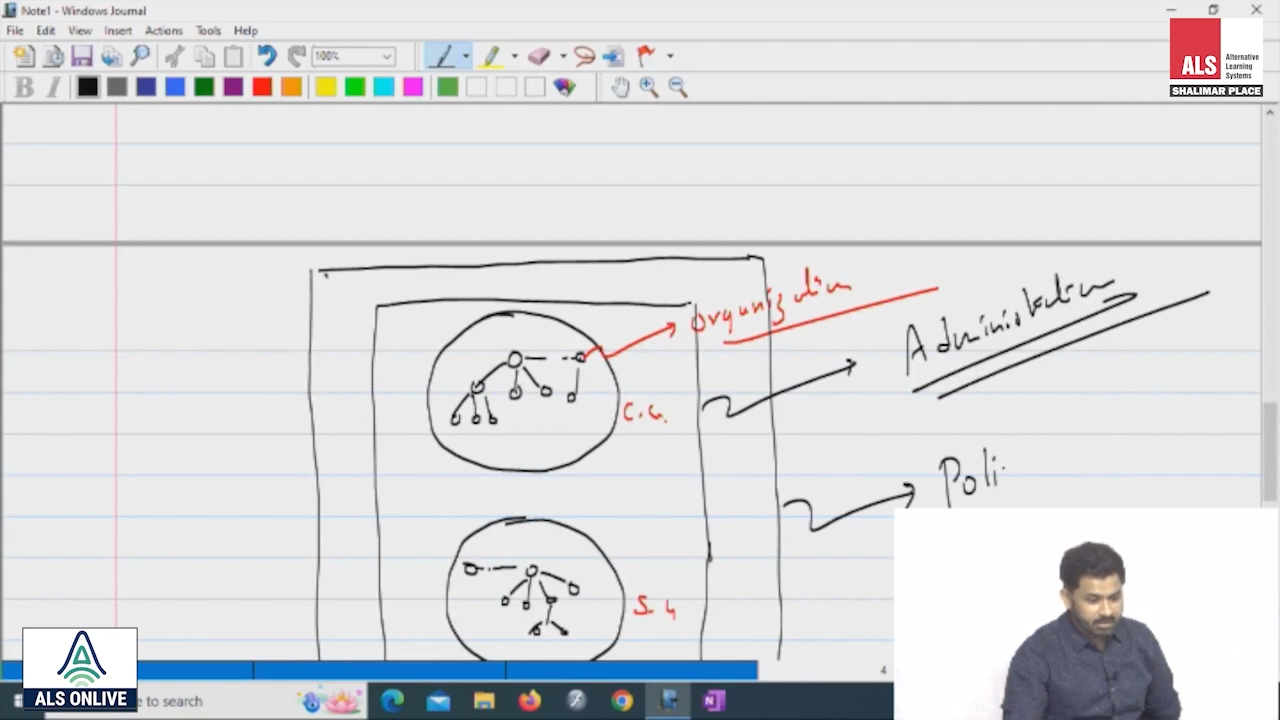 Note1 - Windows Journal
File Edit View Insert Actions Tools Help
100%
B I
ALS
Alternative
Learning
Systems
SHALIMAR PLACE
Organization
Administration
C.G.
Poli
S.G
4
ALS ONLIVE
to search